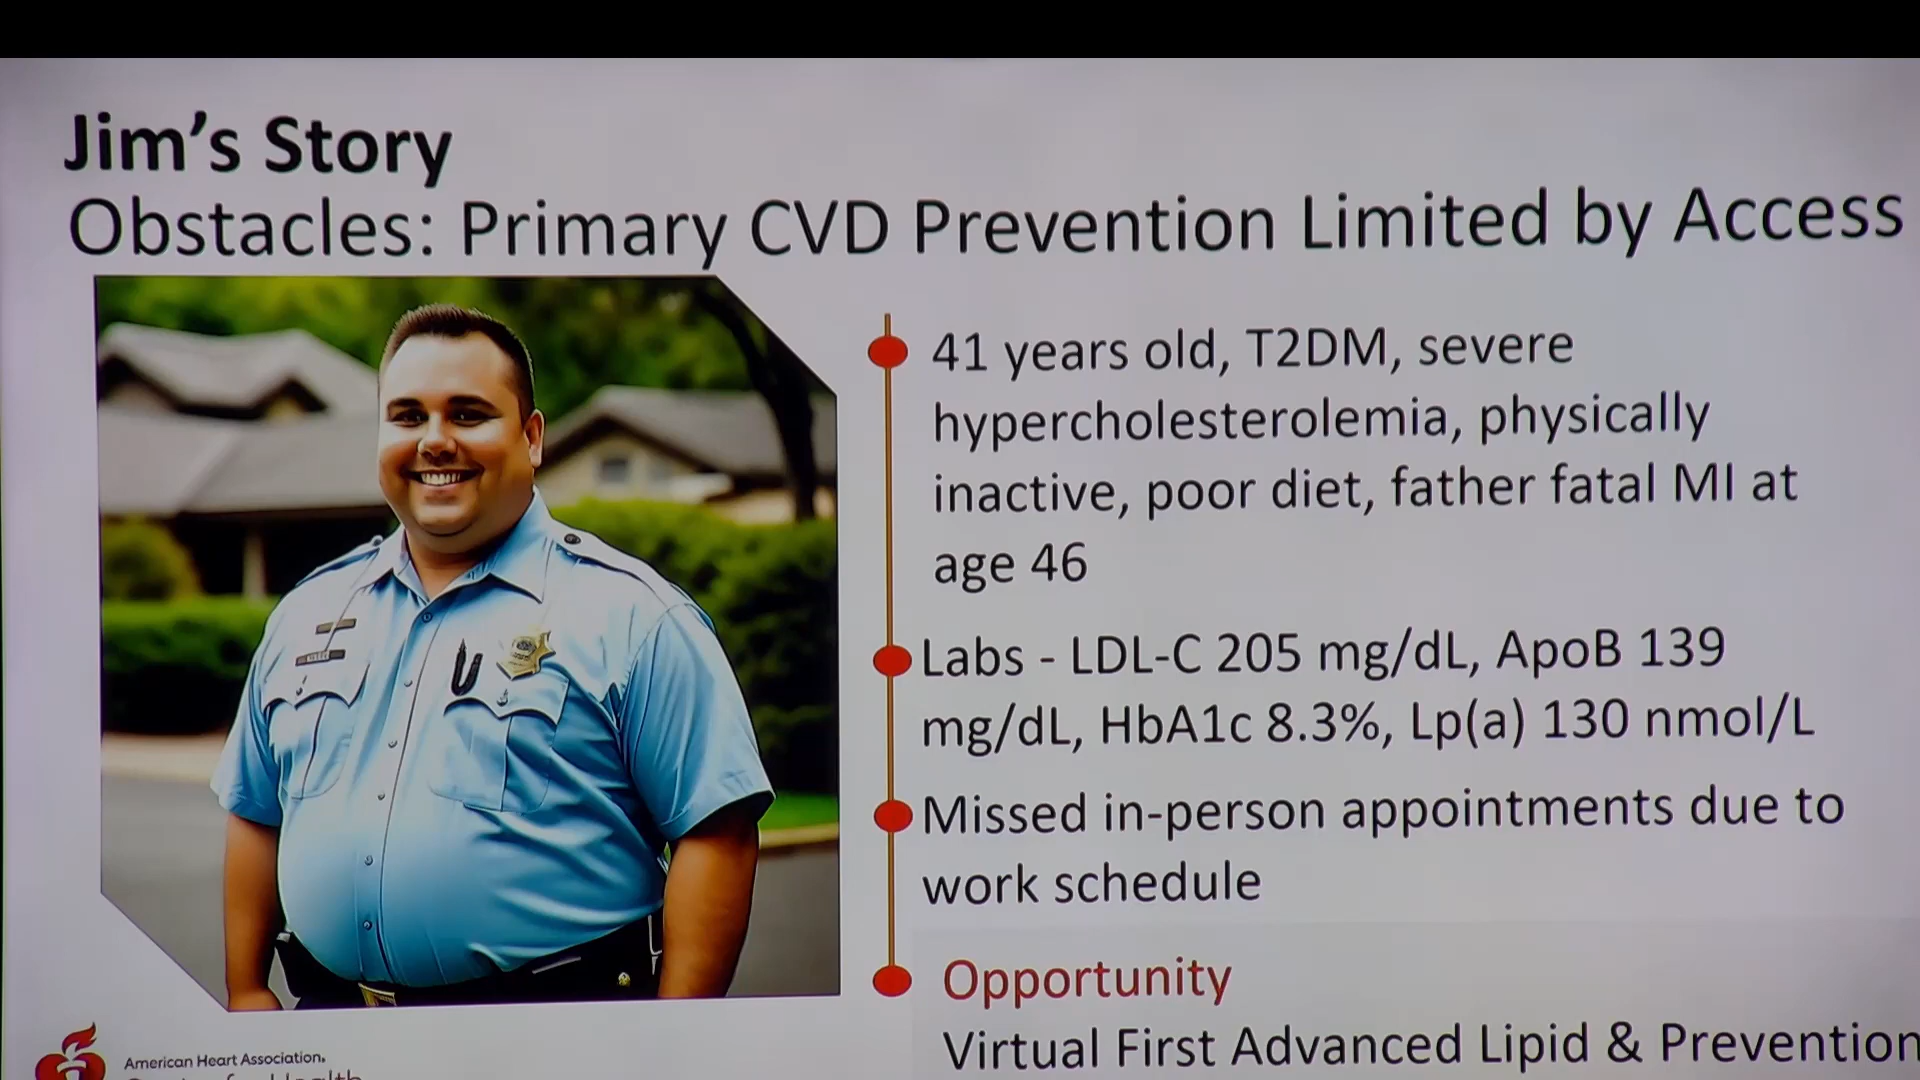 Jim's Story
Obstacles: Primary CVD Prevention Limited by Access
41 years old, T2DM, severe
hypercholesterolemia, physically
inactive, poor diet, father fatal MI at
age 46
Labs - LDL-C 205 mg/dL, ApoB 139
mg/dL, HbA1c 8.3%, Lp(a) 130 nmol/L
Missed in-person appointments due to
work schedule
Opportunity
Virtual First Advanced Lipid & Prevention
American Heart Association.